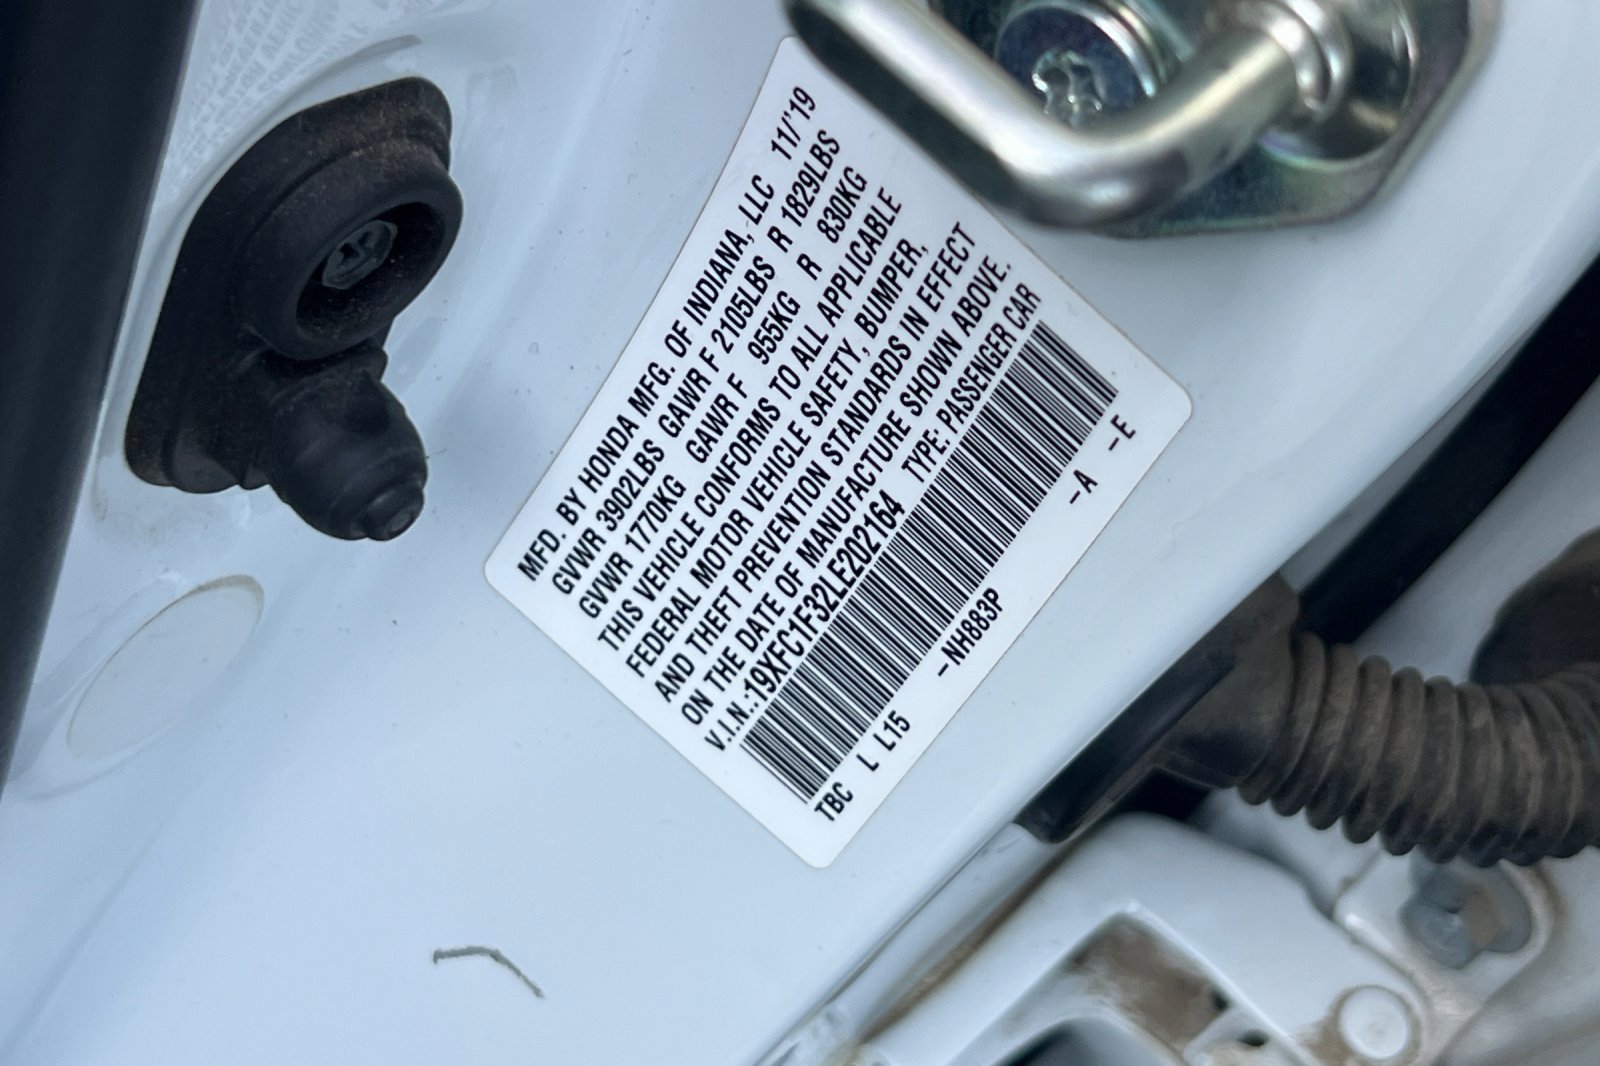 MFD. BY HONDA MFG. OF INDIANA, LLC 11/'19
GVWR 3902LBS GAWR F 2105LBS R 1829LBS
GVWR 1770KG GAWR F 955KG R 830KG
THIS VEHICLE CONFORMS TO ALL APPLICABLE
FEDERAL MOTOR VEHICLE SAFETY, BUMPER,
AND THEFT PREVENTION STANDARDS IN EFFECT
ON THE DATE OF MANUFACTURE SHOWN ABOVE.
V.I.N.:19XFC1F32LE202164 TYPE: PASSENGER CAR
TBC L L15 -NH883P -A -E